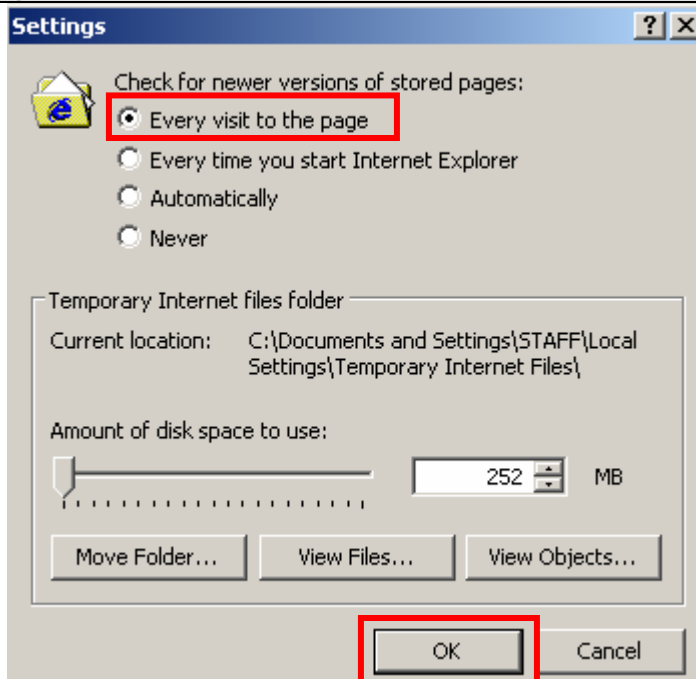 Settings
Check for newer versions of stored pages:
Every visit to the page
Every time you start Internet Explorer
Automatically
Never
Temporary Internet files folder
Current location: C:\Documents and Settings\STAFF\Local
Settings\Temporary Internet Files\
Amount of disk space to use:
252 MB
Move Folder... View Files... View Objects...
OK Cancel